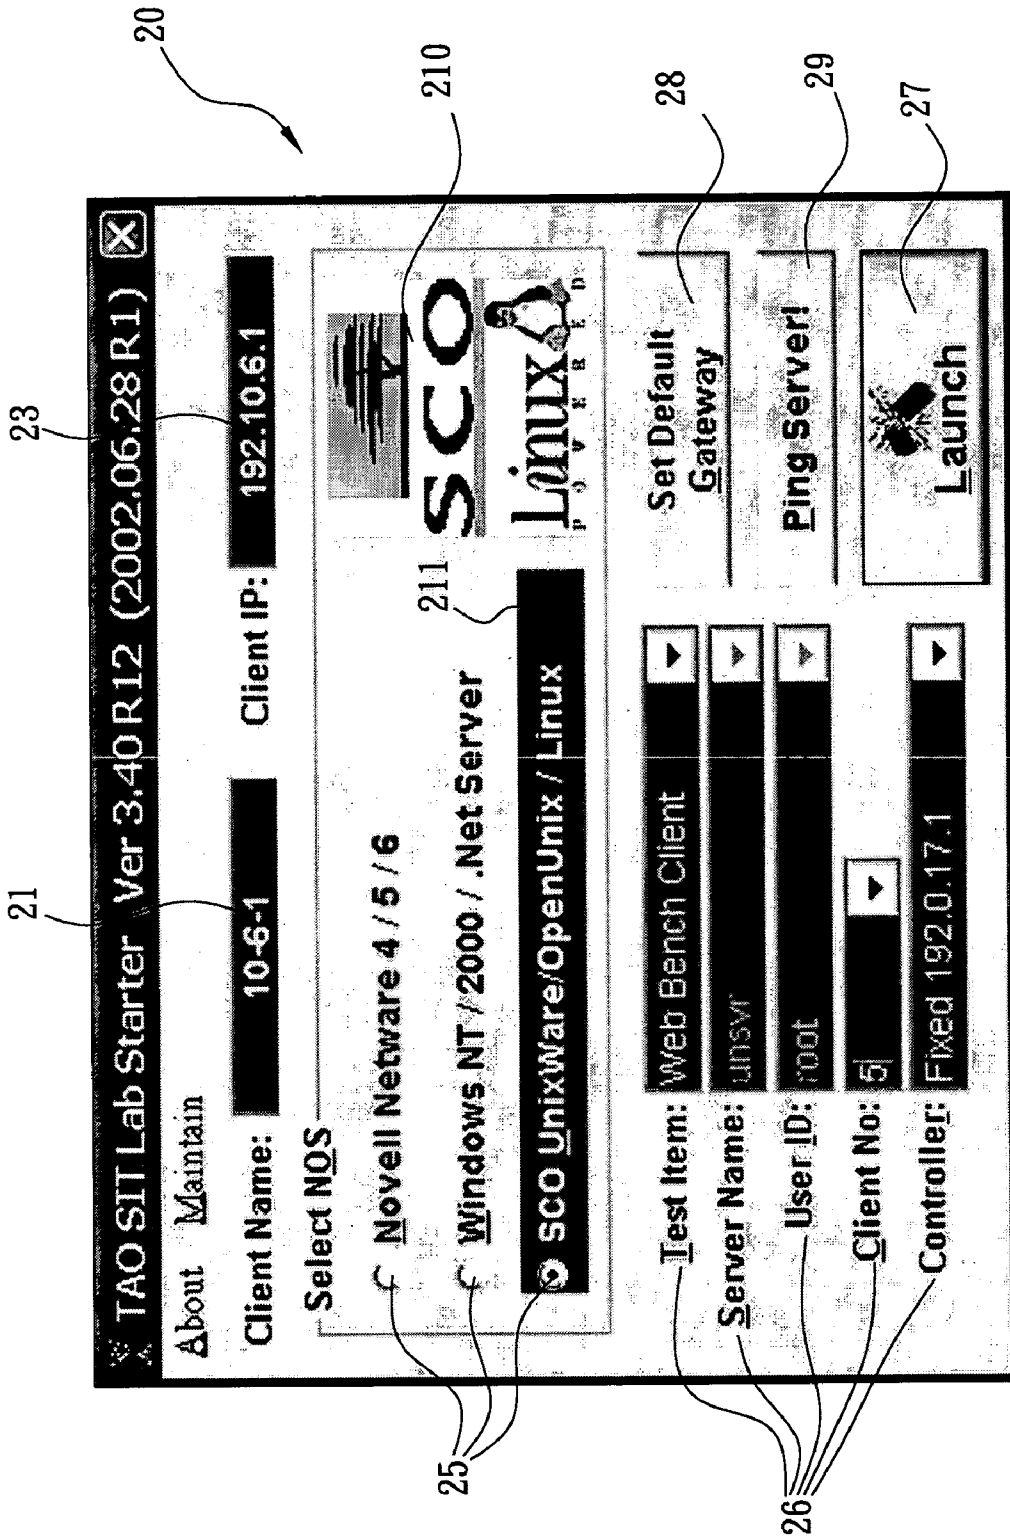 20
TAO SIT Lab Starter Ver 3.40 R12 (2002.06.28 R1)
About Maintain
21
23
Client Name: 10-6-1 Client IP: 192.10.6.1
Select NOS
Novell Netware 4 / 5 / 6
Windows NT / 2000 / .Net Server
SCO UnixWare/OpenUnix / Linux
25
211
210
SCO
Linux
POWERED
Test Item: Web Bench Client
Server Name: unsvr
User ID: root
Client No: 5
Controller: Fixed 192.0.17.1
26
Set Default Gateway
28
Ping Server!
29
Launch
27